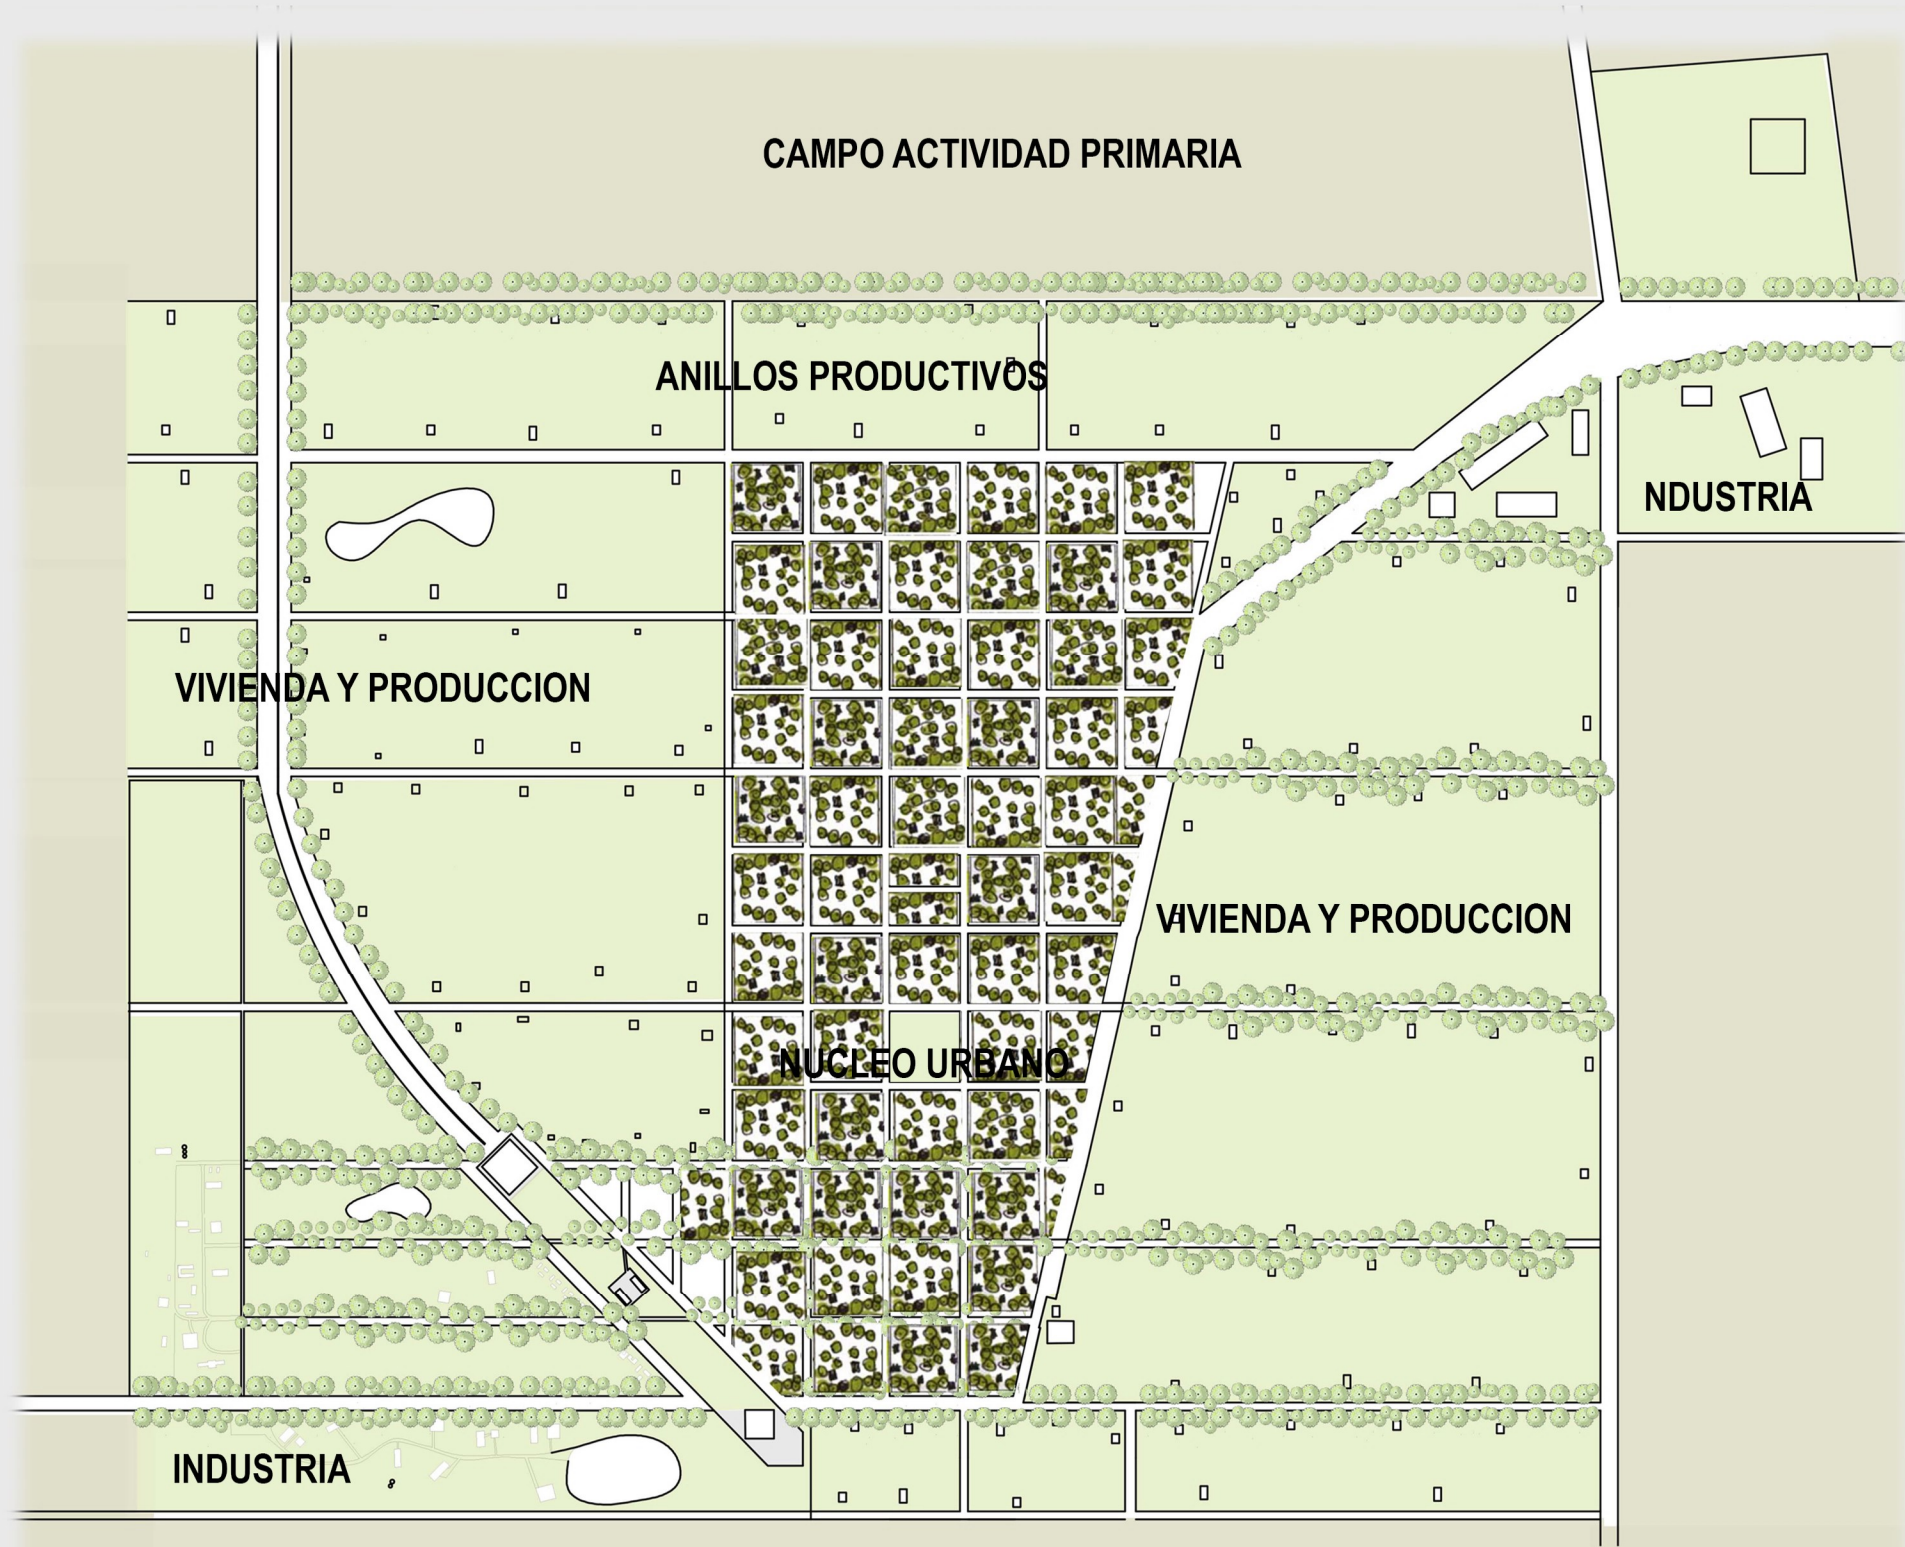 CAMPO ACTIVIDAD PRIMARIA
ANILLOS PRODUCTIVOS
NDUSTRIA
VIVIENDA Y PRODUCCION
VIVIENDA Y PRODUCCION
NUCLEO URBANO
INDUSTRIA